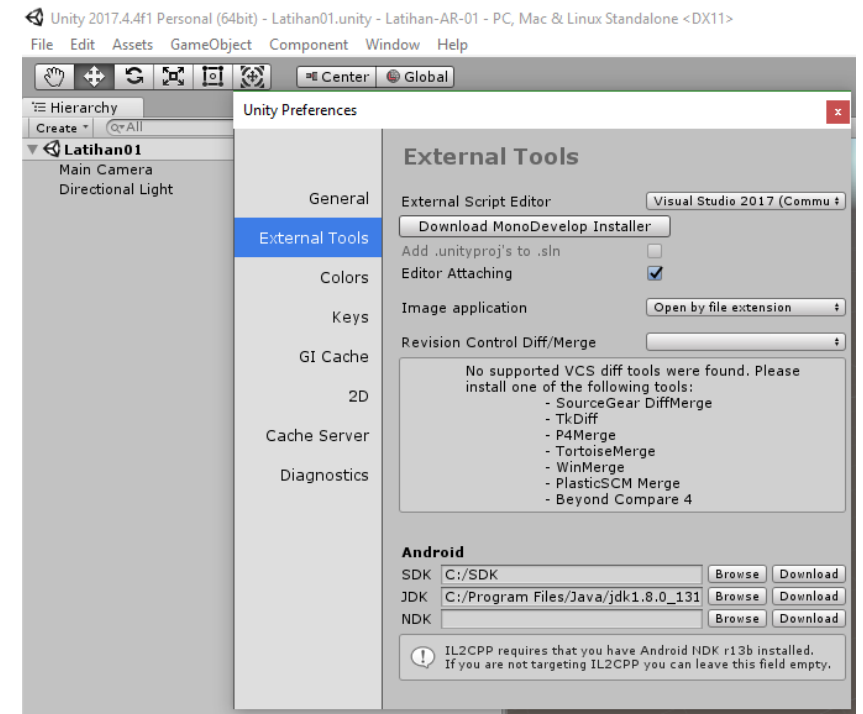 Unity 2017.4.4f1 Personal (64bit) - Latihan01.unity - Latihan-AR-01 - PC, Mac & Linux Standalone <DX11>
File Edit Assets GameObject Component Window Help
Center Global
Hierarchy
Create All
Latihan01
Main Camera
Directional Light
Unity Preferences
x
General
External Tools
Colors
Keys
GI Cache
2D
Cache Server
Diagnostics
External Tools
External Script Editor Visual Studio 2017 (Commu
Download MonoDevelop Installer
Add .unityproj's to .sln
Editor Attaching
Image application Open by file extension
Revision Control Diff/Merge
No supported VCS diff tools were found. Please
install one of the following tools:
- SourceGear DiffMerge
- TkDiff
- P4Merge
- TortoiseMerge
- WinMerge
- PlasticSCM Merge
- Beyond Compare 4
Android
SDK C:/SDK Browse Download
JDK C:/Program Files/Java/jdk1.8.0_131 Browse Download
NDK Browse Download
IL2CPP requires that you have Android NDK r13b installed.
If you are not targeting IL2CPP you can leave this field empty.